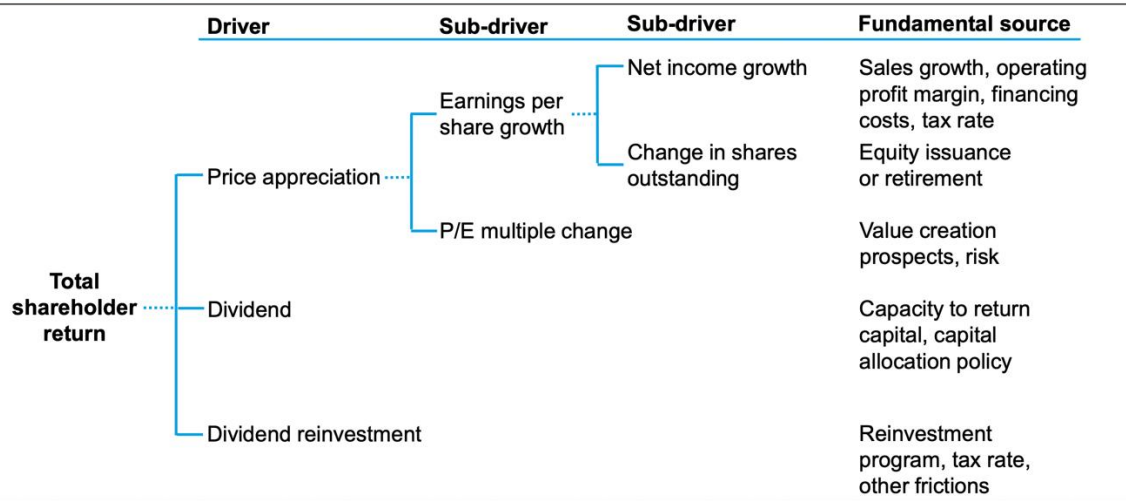 Driver Sub-driver Sub-driver Fundamental source
Net income growth Sales growth, operating
profit margin, financing
costs, tax rate
Earnings per
share growth
Change in shares
outstanding
Equity issuance
or retirement
Price appreciation
P/E multiple change
Value creation
prospects, risk
Total
shareholder
return
Dividend
Capacity to return
capital, capital
allocation policy
Dividend reinvestment
Reinvestment
program, tax rate,
other frictions